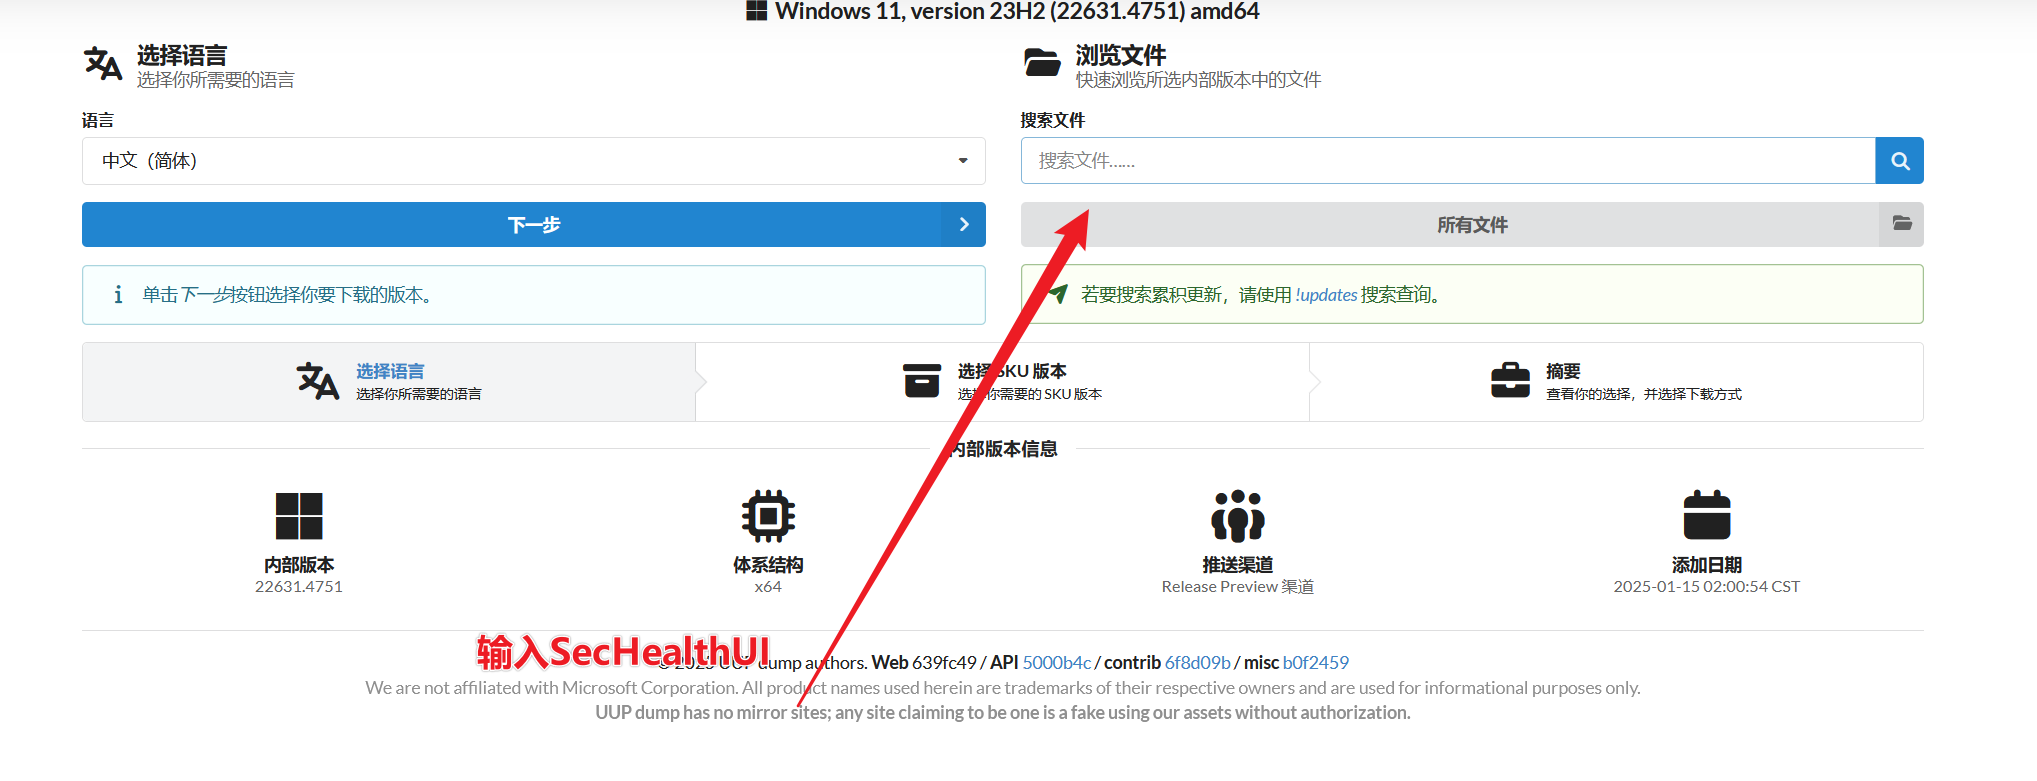 Windows 11, version 23H2 (22631.4751) amd64
选择语言
选择你所需要的语言
语言
中文（简体）
下一步
单击下一步按钮选择你要下载的版本。
浏览文件
快速浏览所选内部版本中的文件
搜索文件
搜索文件......
所有文件
若要搜索累积更新，请使用 !updates 搜索查询。
选择语言
选择你所需要的语言
选择 SKU 版本
选择你需要的 SKU 版本
摘要
查看你的选择，并选择下载方式
内部版本信息
内部版本
22631.4751
体系结构
x64
推送渠道
Release Preview 渠道
添加日期
2025-01-15 02:00:54 CST
输入SecHealthUI
© UUP dump authors. Web 639fc49 / API 5000b4c / contrib 6f8d09b / misc b0f2459
We are not affiliated with Microsoft Corporation. All product names used herein are trademarks of their respective owners and are used for informational purposes only.
UUP dump has no mirror sites; any site claiming to be one is a fake using our assets without authorization.